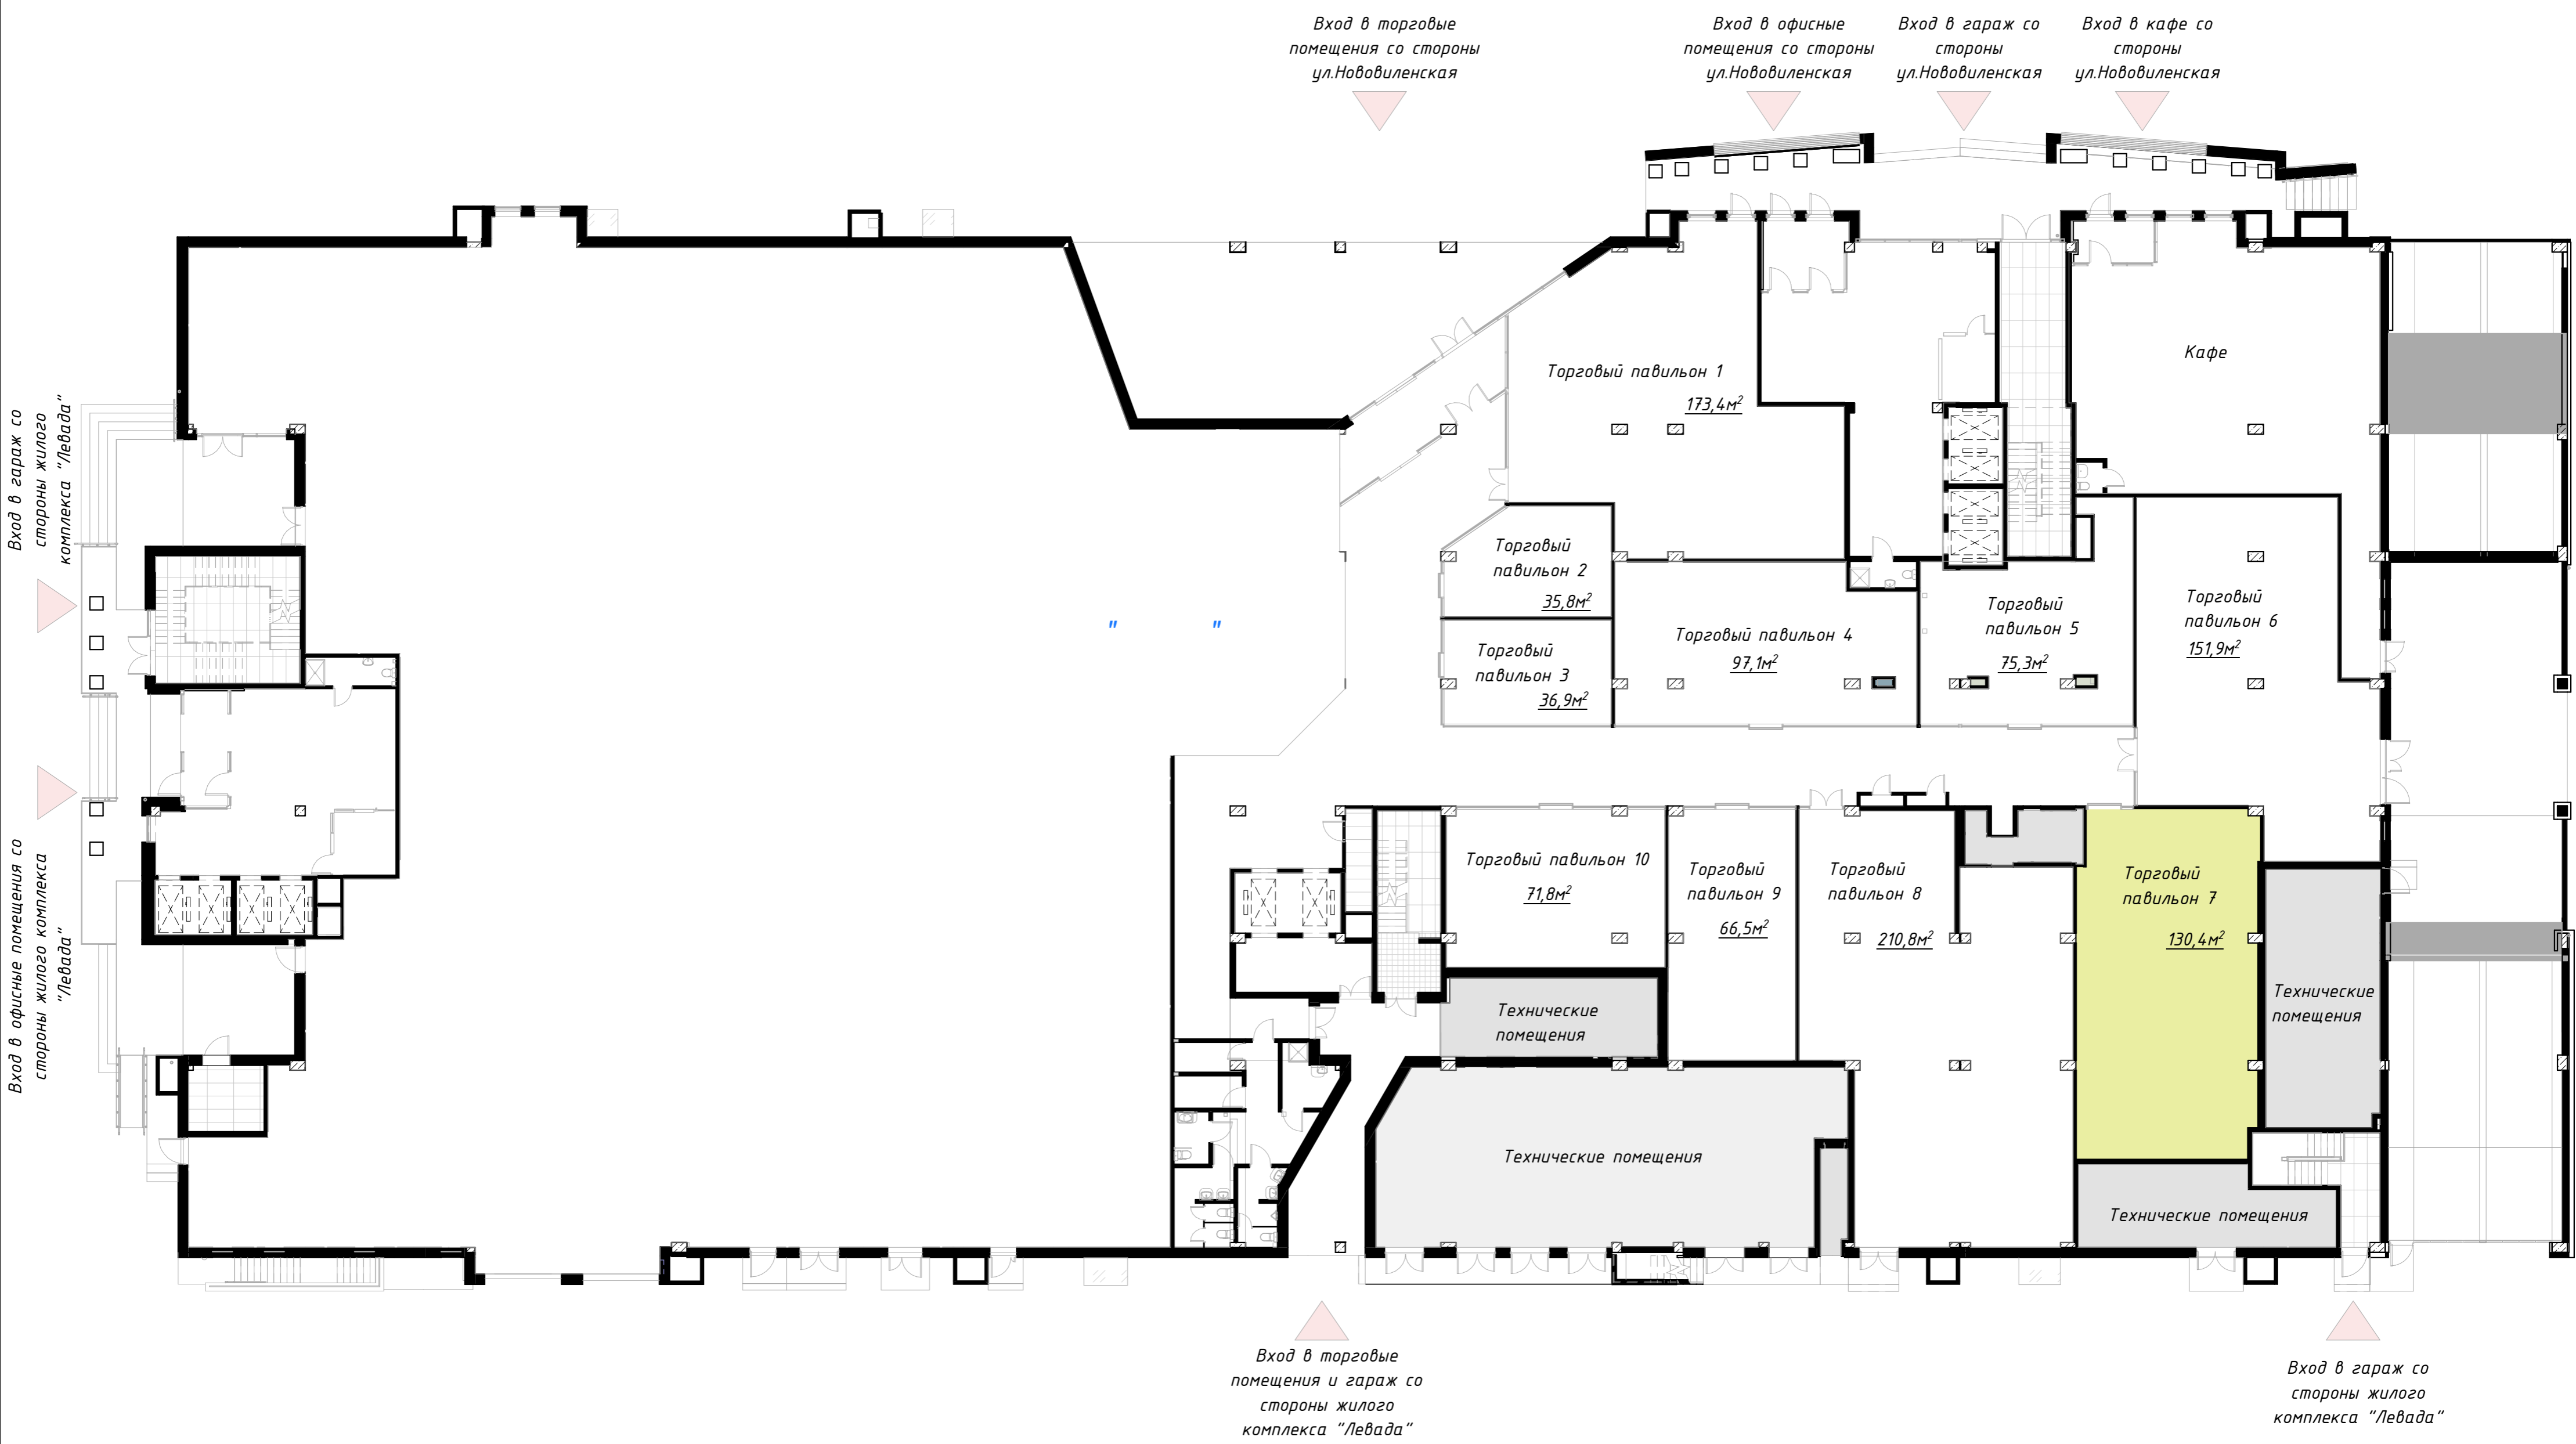 Вход в торговые
помещения со стороны
ул.Нововиленская
Вход в офисные
помещения со стороны
ул.Нововиленская
Вход в гараж со
стороны
ул.Нововиленская
Вход в кафе со
стороны
ул.Нововиленская
Вход в гараж со
стороны жилого
комплекса "Левада"
Вход в офисные помещения со
стороны жилого комплекса
"Левада"
Торговый павильон 1
173,4м²
Кафе
Торговый
павильон 2
35,8м²
Торговый
павильон 3
36,9м²
Торговый павильон 4
97,1м²
Торговый
павильон 5
75,3м²
Торговый
павильон 6
151,9м²
" "
Торговый павильон 10
71,8м²
Торговый
павильон 9
66,5м²
Торговый
павильон 8
210,8м²
Торговый
павильон 7
130,4м²
Технические
помещения
Технические
помещения
Технические помещения
Технические помещения
Вход в торговые
помещения и гараж со
стороны жилого
комплекса "Левада"
Вход в гараж со
стороны жилого
комплекса "Левада"